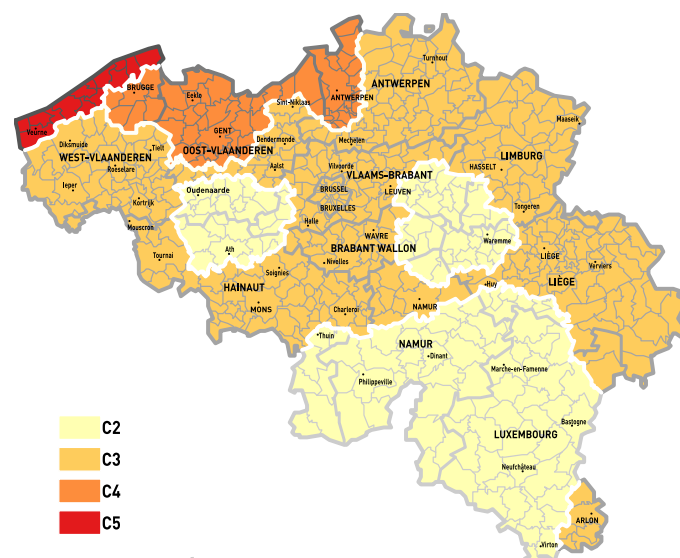 Turnhout
BRUGGE
Eekle
ANTWERPEN
ANTWERPEN
Sint-Niklaas
Maaseik
Veurne
GENT
Diksmuide
Tielt
OOST-VLAANDEREN
Dendermonde
Mechelen
WEST-VLAANDEREN
Roeselare
Aalst
Vilvoorde
VLAAMS-BRABANT
HASSELT
LIMBURG
Ieper
Oudenaarde
BRUSSEL
LEUVEN
Kortrijk
BRUXELLES
Tongeren
Mouscron
Halle
WAVRE
Waremme
Ath
BRABANT WALLON
Tournai
Nivelles
LIÈGE
Verviers
Soignies
HAINAUT
Huy
LIÈGE
MONS
Charleroi
NAMUR
Thuin
NAMUR
Dinant
Marche-en-Famenne
Philippeville
C2
Bastogne
LUXEMBOURG
C3
Neufchâteau
C4
C5
ARLON
Virton